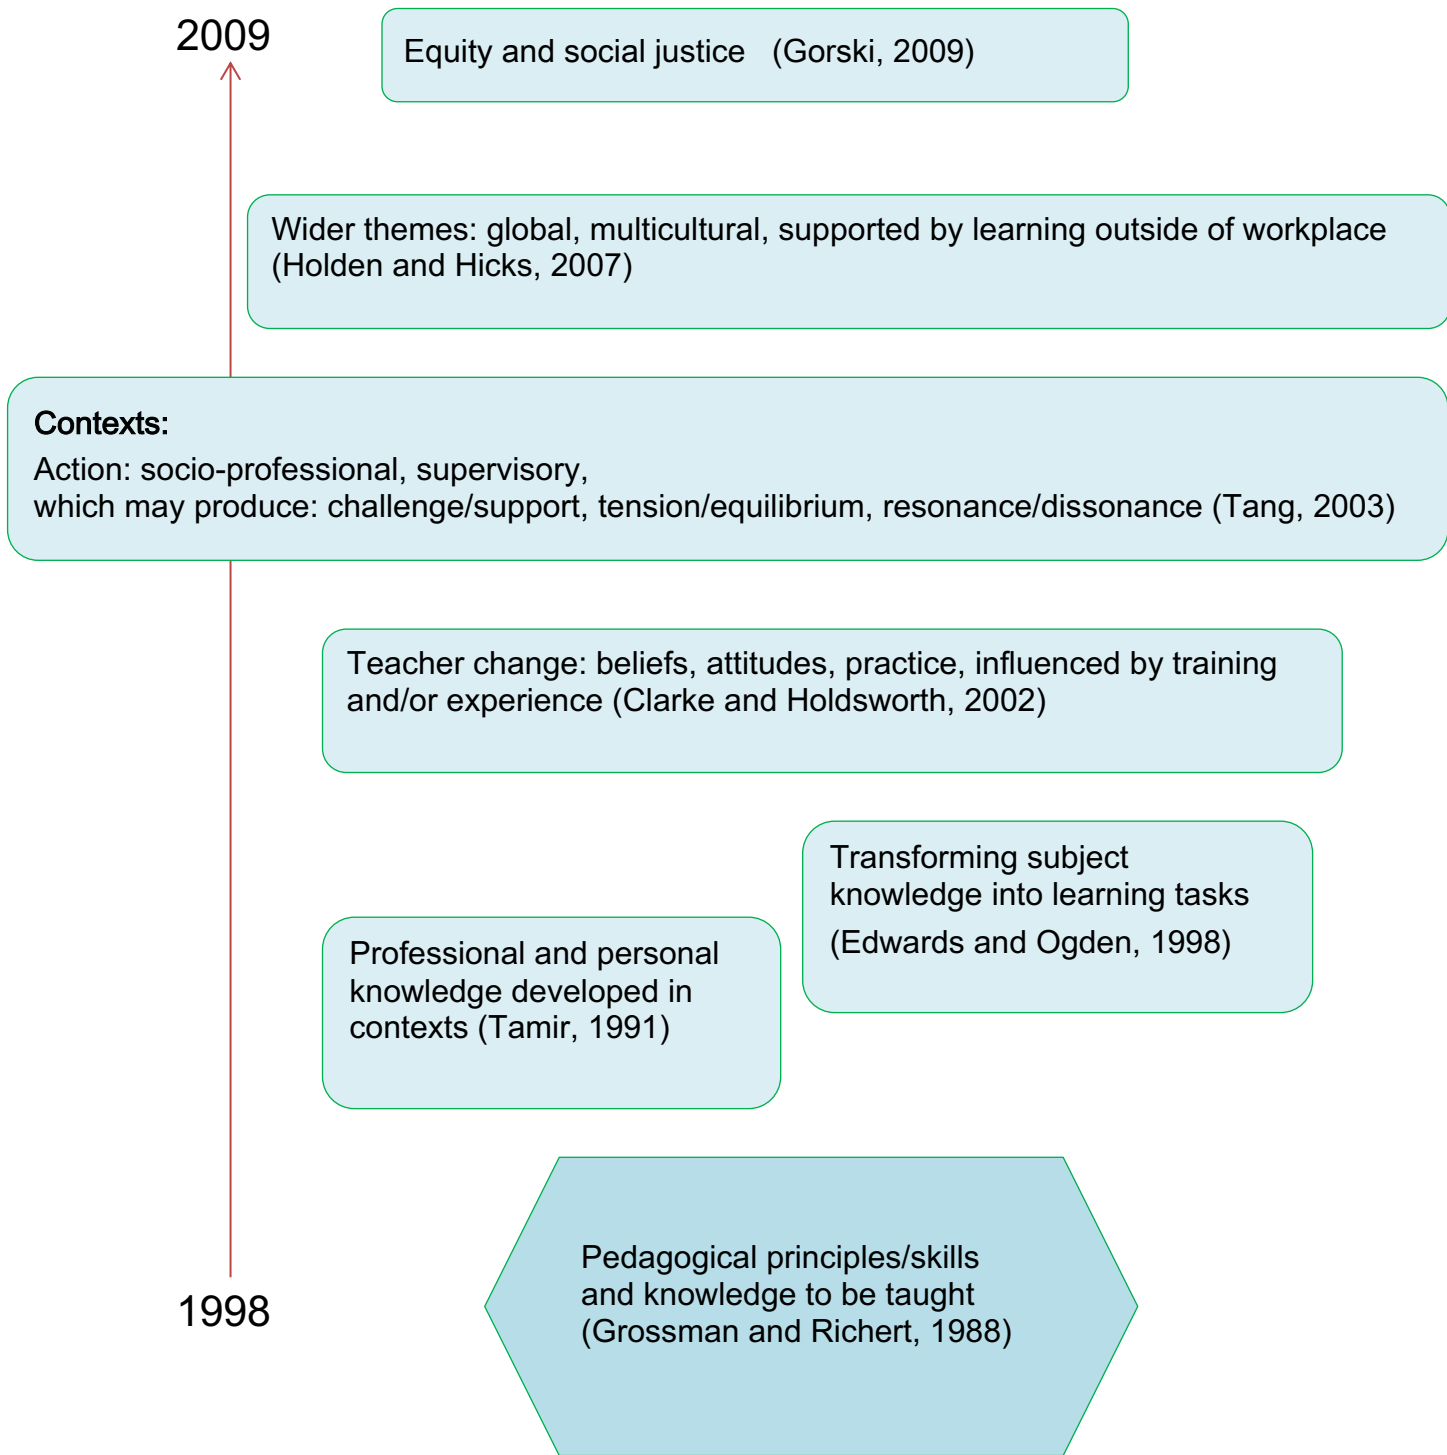 2009
Equity and social justice (Gorski, 2009)
Wider themes: global, multicultural, supported by learning outside of workplace
(Holden and Hicks, 2007)
Contexts:
Action: socio-professional, supervisory,
which may produce: challenge/support, tension/equilibrium, resonance/dissonance (Tang, 2003)
Teacher change: beliefs, attitudes, practice, influenced by training
and/or experience (Clarke and Holdsworth, 2002)
Transforming subject
knowledge into learning tasks
(Edwards and Ogden, 1998)
Professional and personal
knowledge developed in
contexts (Tamir, 1991)
Pedagogical principles/skills
and knowledge to be taught
(Grossman and Richert, 1988)
1998